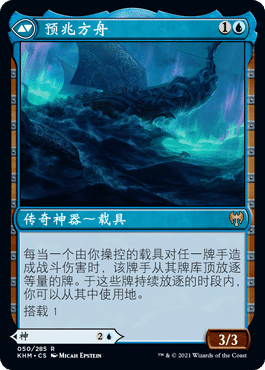 预兆方舟 1
传奇神器~载具
每当一个由你操控的载具对任一牌手造
成战斗伤害时，该牌手从其牌库顶放逐
等量的牌。于这些牌持续放逐的时段内，
你可以从其中使用地。
搭载 1
神 2
3/3
050/285 R
KHM • CS MICAH EPSTEIN
™ & © 2021 Wizards of the Coast